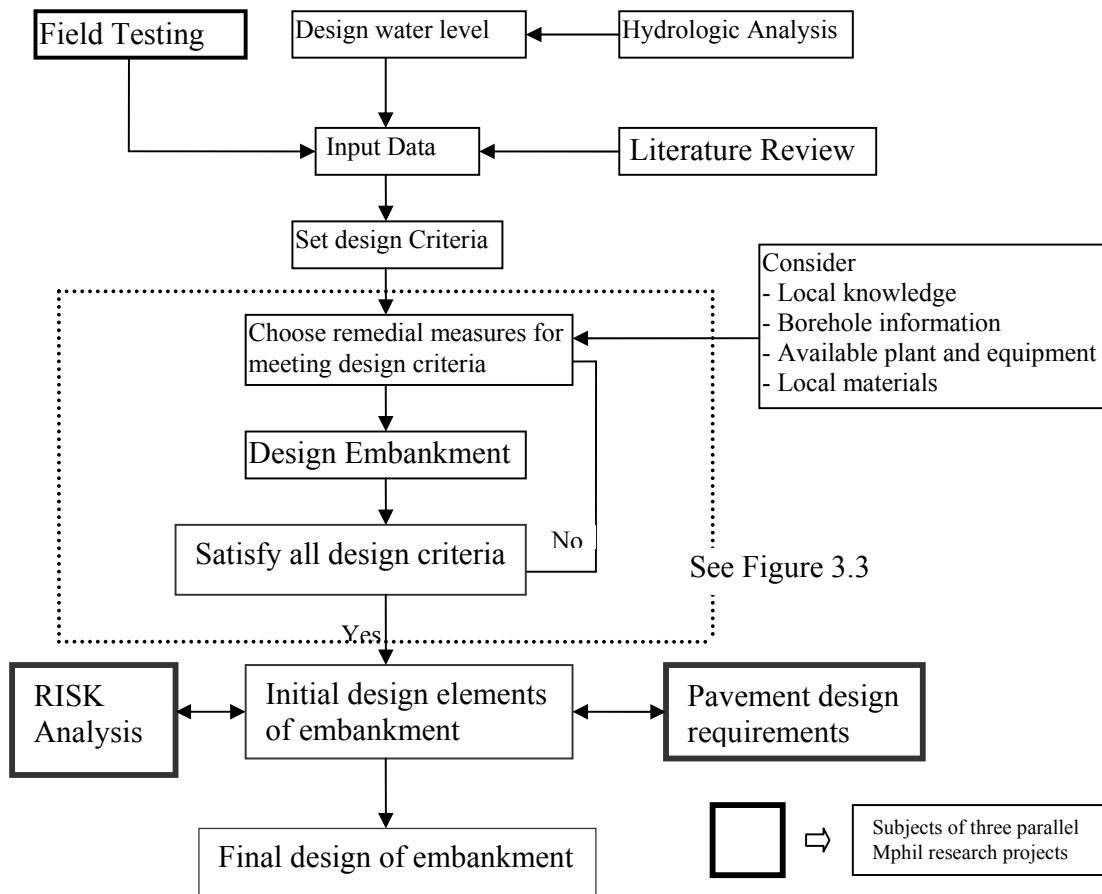 Field Testing
Design water level
Hydrologic Analysis
Input Data
Literature Review
Set design Criteria
Consider
- Local knowledge
- Borehole information
- Available plant and equipment
- Local materials
Choose remedial measures for
meeting design criteria
Design Embankment
Satisfy all design criteria
No
See Figure 3.3
Yes
RISK
Analysis
Initial design elements
of embankment
Pavement design
requirements
Final design of embankment
Subjects of three parallel
Mphil research projects